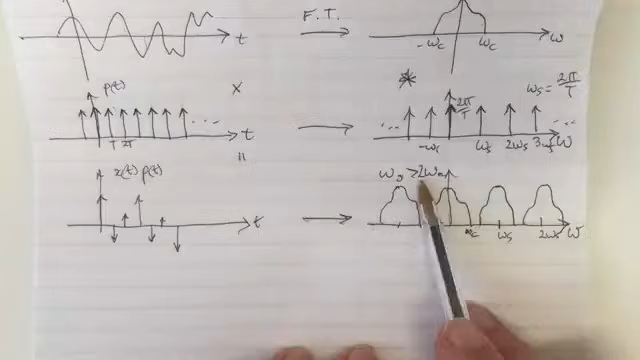 t F.T. -ωc ωc ω
p(t) × * 2π/T ωs = 2π/T
T 2T ... t ... -ωs ωs 2ωs 3ωs ... ω
=
x(t) p(t) ωs > 2ωc
t ωc ωs 2ωs ω